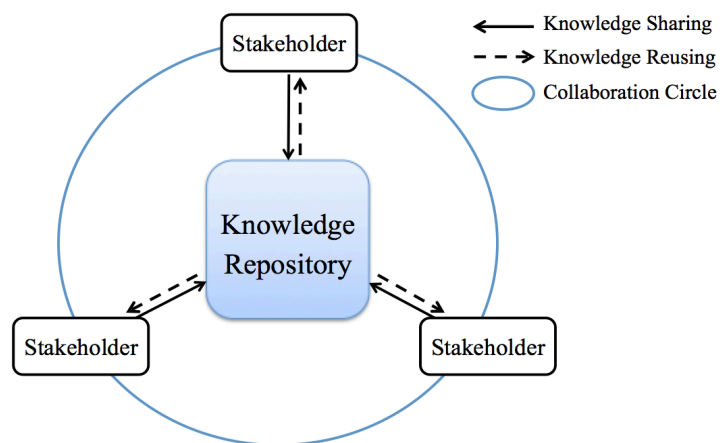 Stakeholder
Knowledge Sharing
Knowledge Reusing
Collaboration Circle
Knowledge
Repository
Stakeholder
Stakeholder